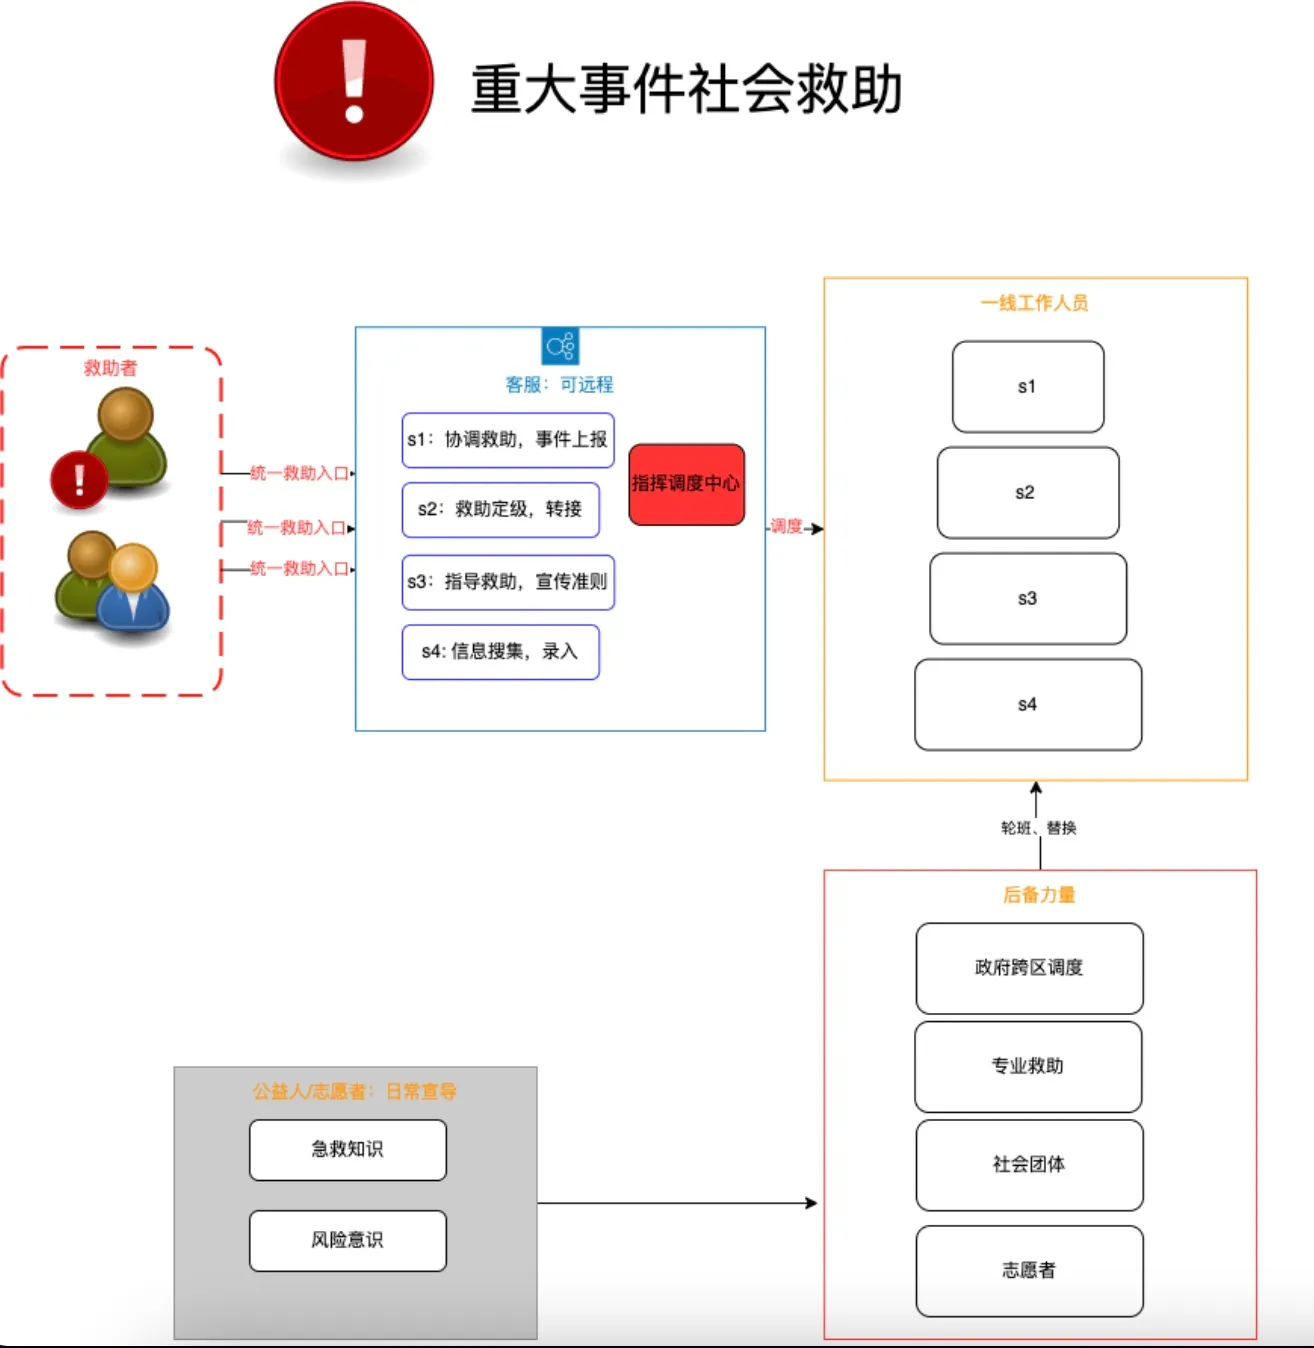 重大事件社会救助
救助者
统一救助入口
统一救助入口
统一救助入口
客服：可远程
s1：协调救助，事件上报
s2：救助定级，转接
s3：指导救助，宣传准则
s4: 信息搜集，录入
指挥调度中心
调度
一线工作人员
s1
s2
s3
s4
轮班、替换
后备力量
政府跨区调度
专业救助
社会团体
志愿者
公益人/志愿者：日常宣导
急救知识
风险意识